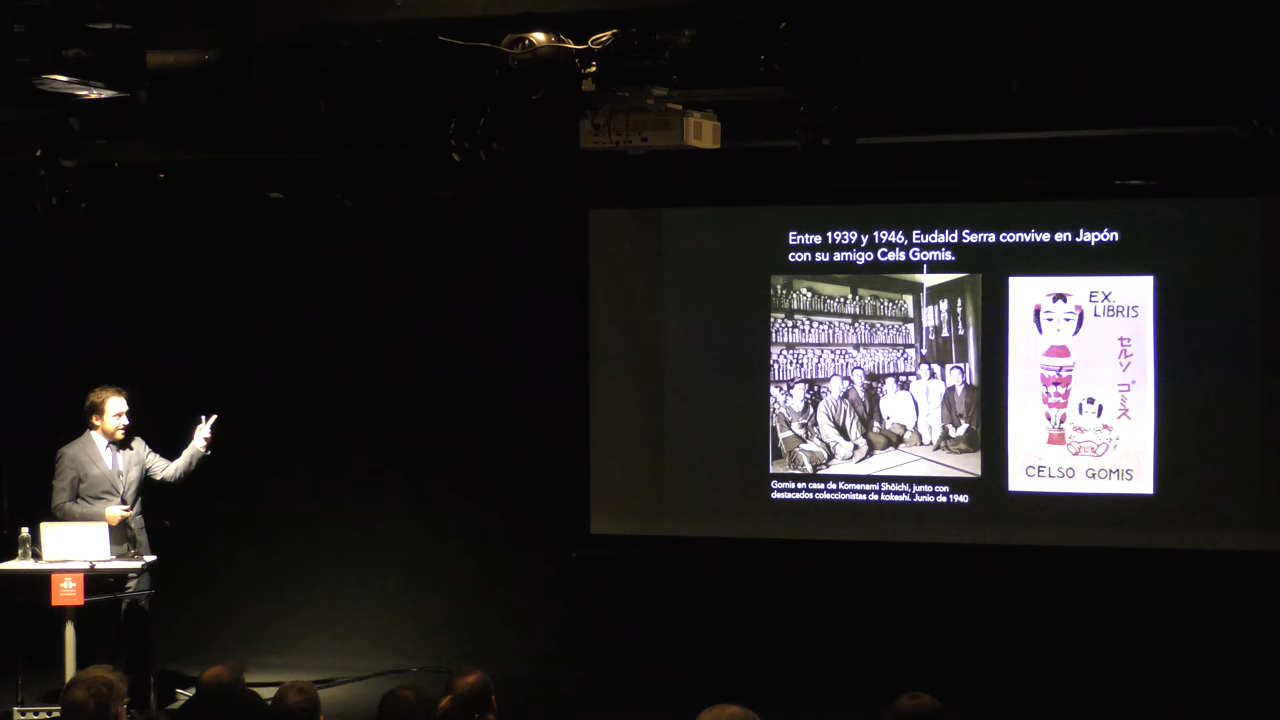 Entre 1939 y 1946, Eudald Serra convive en Japón
con su amigo Cels Gomis.
EX.
LIBRIS
セルソ ゴミス
CELSO GOMIS
Gomis en casa de Komenami Shōichi, junto con
destacados coleccionistas de kokeshi. Junio de 1940